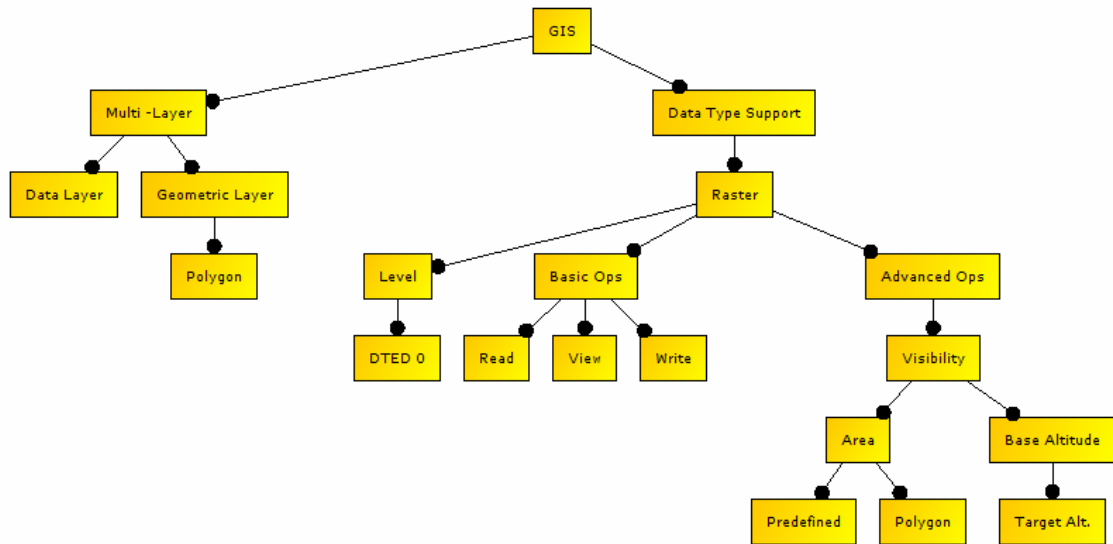 GIS
Multi -Layer
Data Type Support
Data Layer
Geometric Layer
Raster
Polygon
Level
Basic Ops
Advanced Ops
DTED 0
Read
View
Write
Visibility
Area
Base Altitude
Predefined
Polygon
Target Alt.